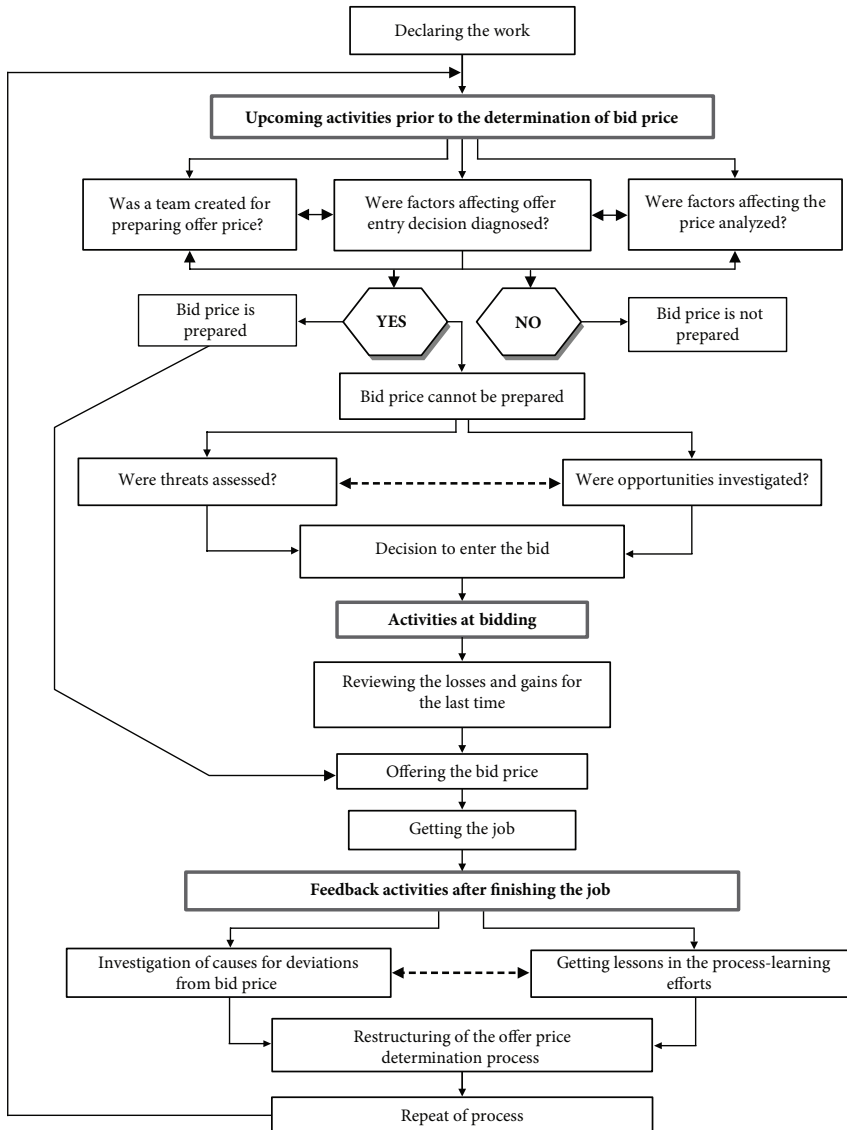 Declaring the work
Upcoming activities prior to the determination of bid price
Was a team created for
preparing offer price?
Were factors affecting offer
entry decision diagnosed?
Were factors affecting the
price analyzed?
Bid price is
prepared
YES
NO
Bid price is not
prepared
Bid price cannot be prepared
Were threats assessed?
Were opportunities investigated?
Decision to enter the bid
Activities at bidding
Reviewing the losses and gains for
the last time
Offering the bid price
Getting the job
Feedback activities after finishing the job
Investigation of causes for deviations
from bid price
Getting lessons in the process-learning
efforts
Restructuring of the offer price
determination process
Repeat of process